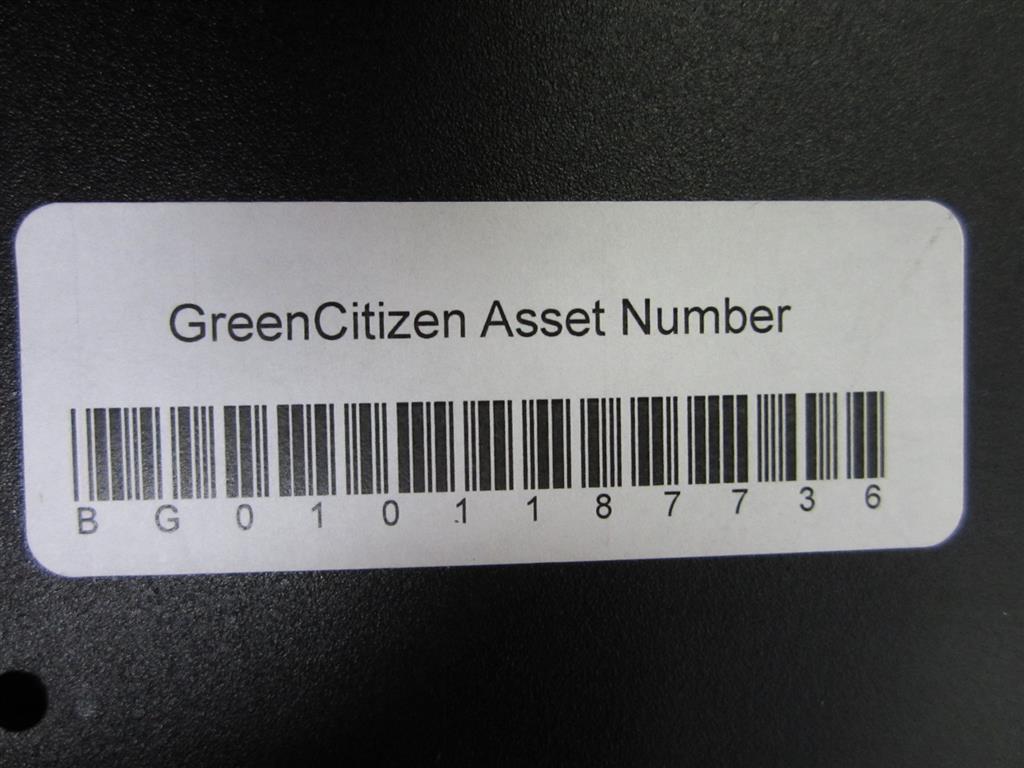 GreenCitizen Asset Number
B G 0 1 0 1 1 8 7 7 3 6